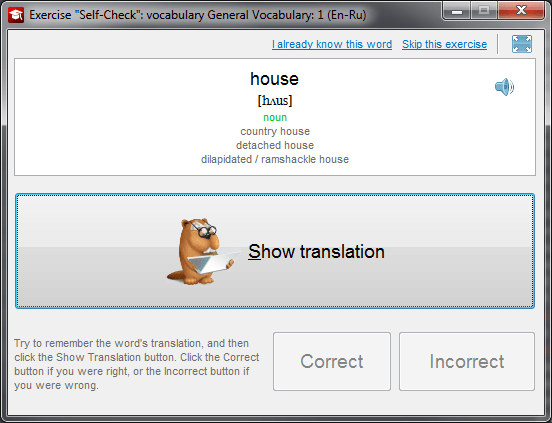 Exercise "Self-Check": vocabulary General Vocabulary: 1 (En-Ru)
I already know this word Skip this exercise
house
[hʌus]
noun
country house
detached house
dilapidated / ramshackle house
Show translation
Try to remember the word's translation, and then
click the Show Translation button. Click the Correct
button if you were right, or the Incorrect button if
you were wrong.
Correct Incorrect